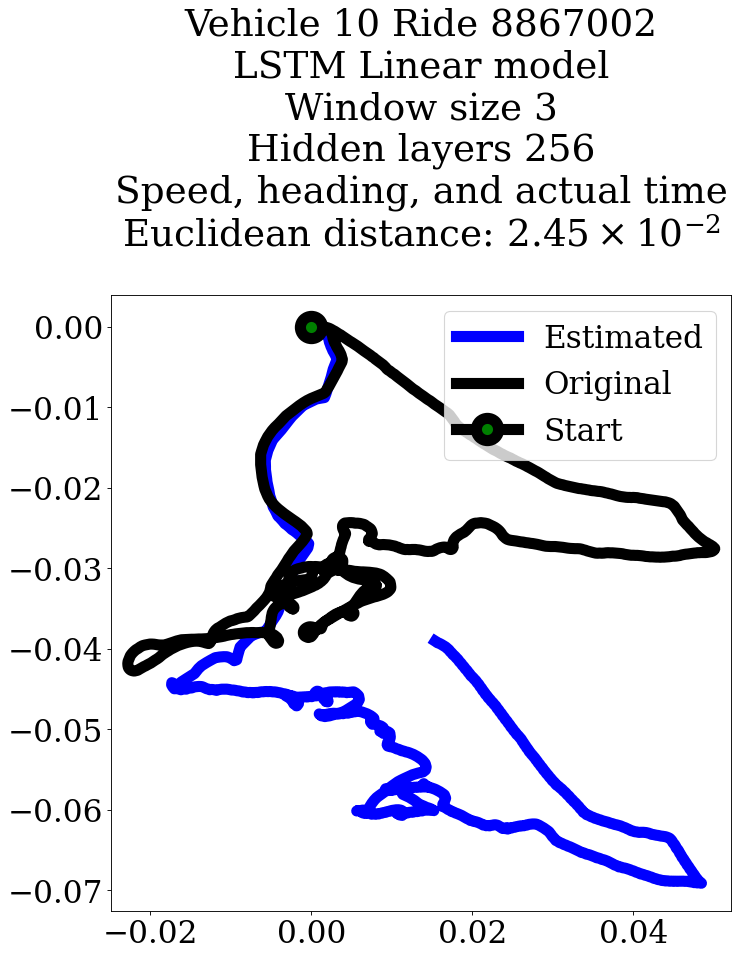 Vehicle 10 Ride 8867002
LSTM Linear model
Window size 3
Hidden layers 256
Speed, heading, and actual time
Euclidean distance: 2.45 × 10⁻²
Estimated
Original
Start
0.00
−0.01
−0.02
−0.03
−0.04
−0.05
−0.06
−0.07
−0.02 0.00 0.02 0.04